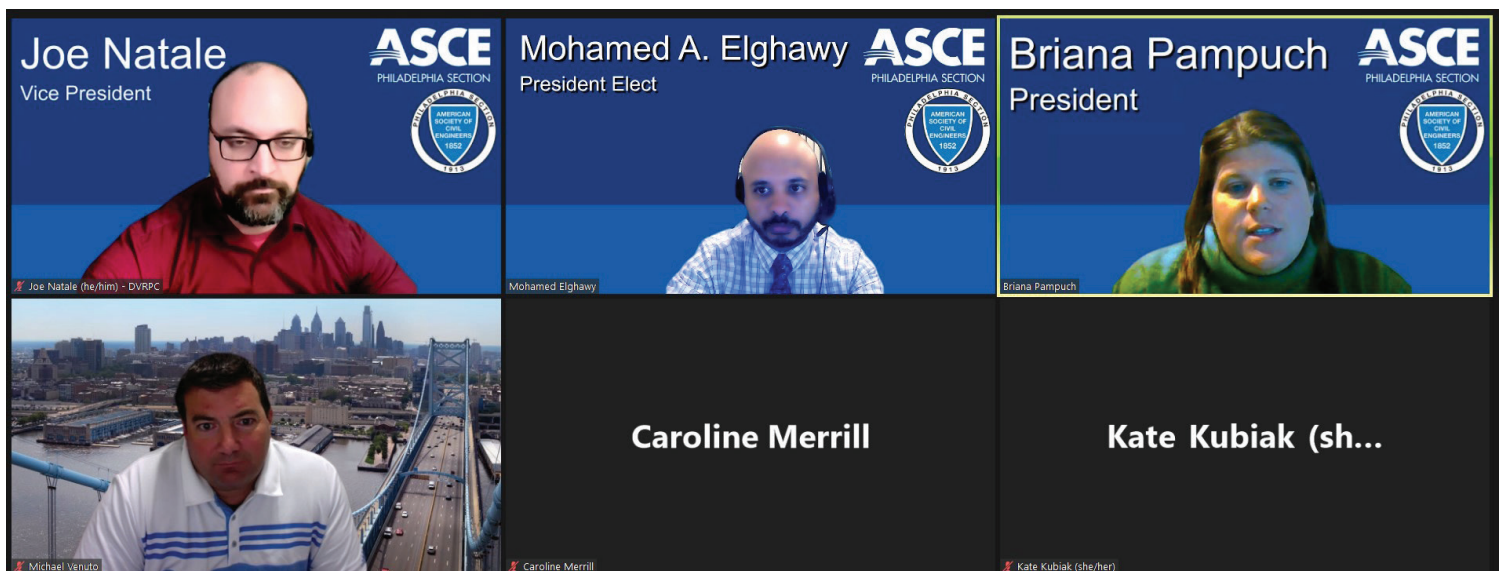 Joe Natale
Vice President
ASCE
PHILADELPHIA SECTION
PHILADELPHIA SECTION
AMERICAN
SOCIETY OF
CIVIL
ENGINEERS
1852
1913
Joe Natale (he/him) - DVRPC
Mohamed A. Elghawy
President Elect
ASCE
PHILADELPHIA SECTION
PHILADELPHIA SECTION
AMERICAN
SOCIETY OF
CIVIL
ENGINEERS
1852
1913
Mohamed Elghawy
Briana Pampuch
President
ASCE
PHILADELPHIA SECTION
PHILADELPHIA SECTION
AMERICAN
SOCIETY OF
CIVIL
ENGINEERS
1852
1913
Briana Pampuch
Michael Venuto
Caroline Merrill
Caroline Merrill
Kate Kubiak (sh...
Kate Kubiak (she/her)